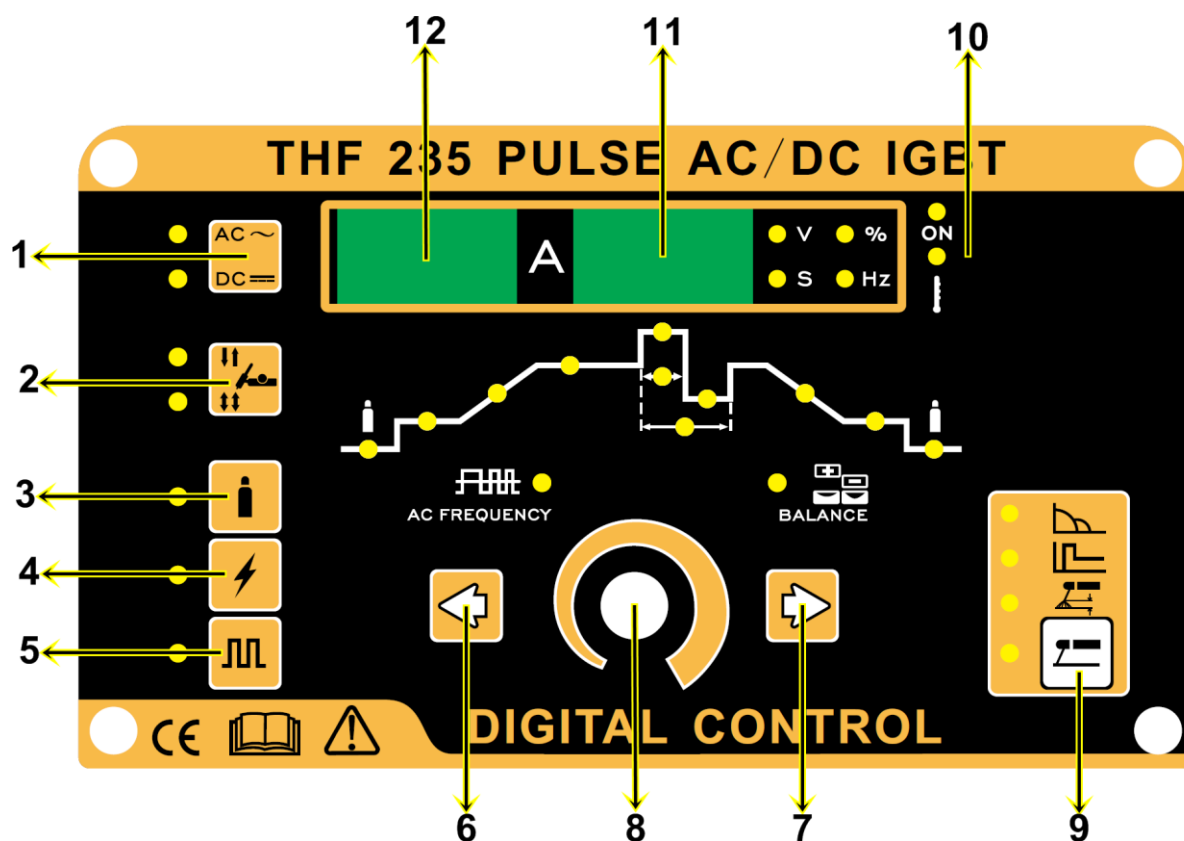 12 11 10
THF 235 PULSE AC/DC IGBT
1 AC
DC
A
V %
S Hz
ON
2
3
AC FREQUENCY
BALANCE
4
5
CE
DIGITAL CONTROL
6 8 7 9